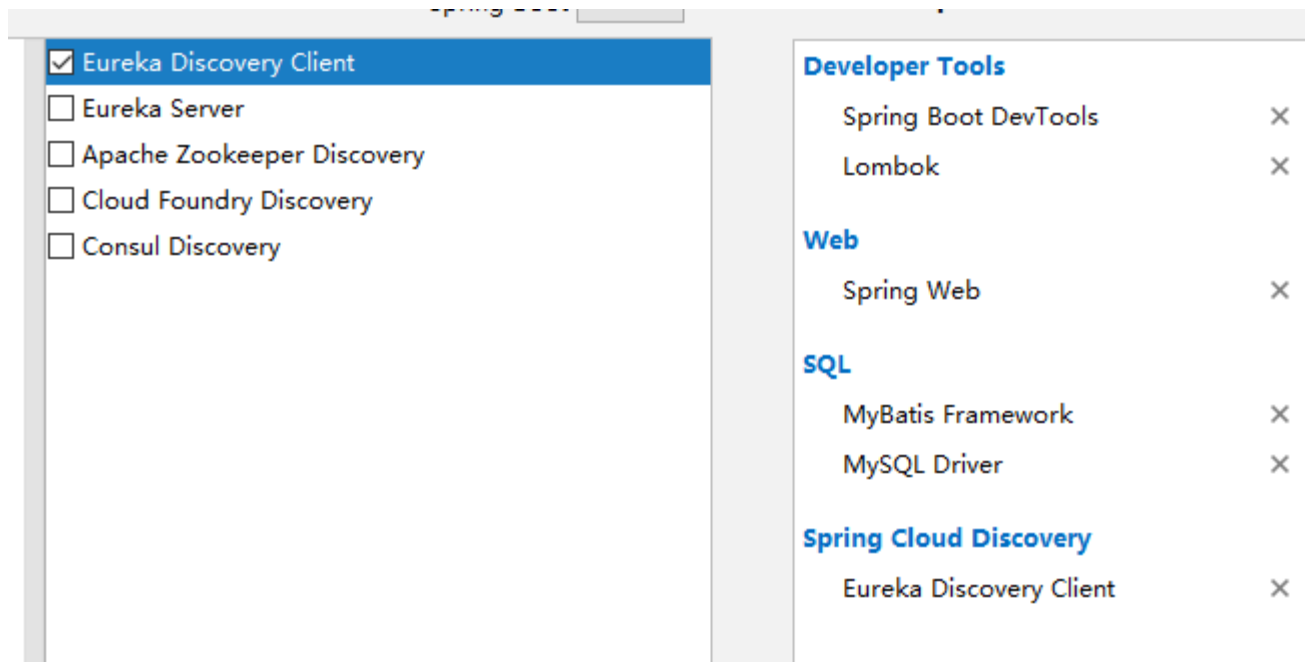 Eureka Discovery Client
Eureka Server
Apache Zookeeper Discovery
Cloud Foundry Discovery
Consul Discovery
Developer Tools
Spring Boot DevTools
Lombok
Web
Spring Web
SQL
MyBatis Framework
MySQL Driver
Spring Cloud Discovery
Eureka Discovery Client